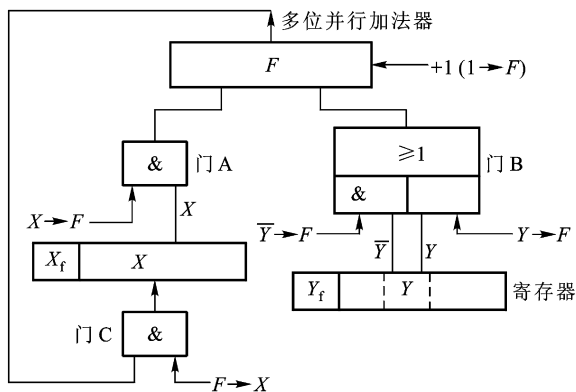 多位并行加法器
F
+1 (1→F)
& 门A
≥1 门B
&
X→F X
Y̅→F Y̅ Y Y→F
X_f X
Y_f Y 寄存器
门C &
F→X